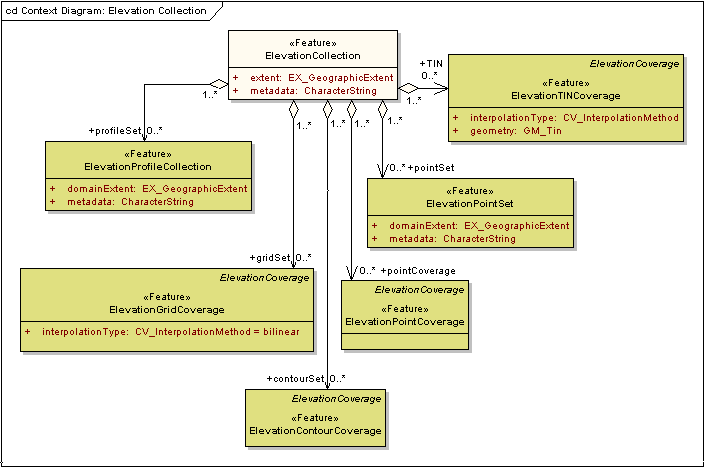 cd Context Diagram: Elevation Collection
«Feature»
ElevationCollection
+ extent: EX_GeographicExtent
+ metadata: CharacterString
1..*
1..*
1..*
1..*
1..*
1..*
+TIN
0..*
ElevationCoverage
«Feature»
ElevationTINCoverage
+ interpolationType: CV_InterpolationMethod
+ geometry: GM_Tin
+profileSet 0..*
«Feature»
ElevationProfileCollection
+ domainExtent: EX_GeographicExtent
+ metadata: CharacterString
0..* +pointSet
«Feature»
ElevationPointSet
+ domainExtent: EX_GeographicExtent
+ metadata: CharacterString
+gridSet 0..*
ElevationCoverage
«Feature»
ElevationGridCoverage
+ interpolationType: CV_InterpolationMethod = bilinear
0..* +pointCoverage
ElevationCoverage
«Feature»
ElevationPointCoverage
+contourSet 0..*
ElevationCoverage
«Feature»
ElevationContourCoverage